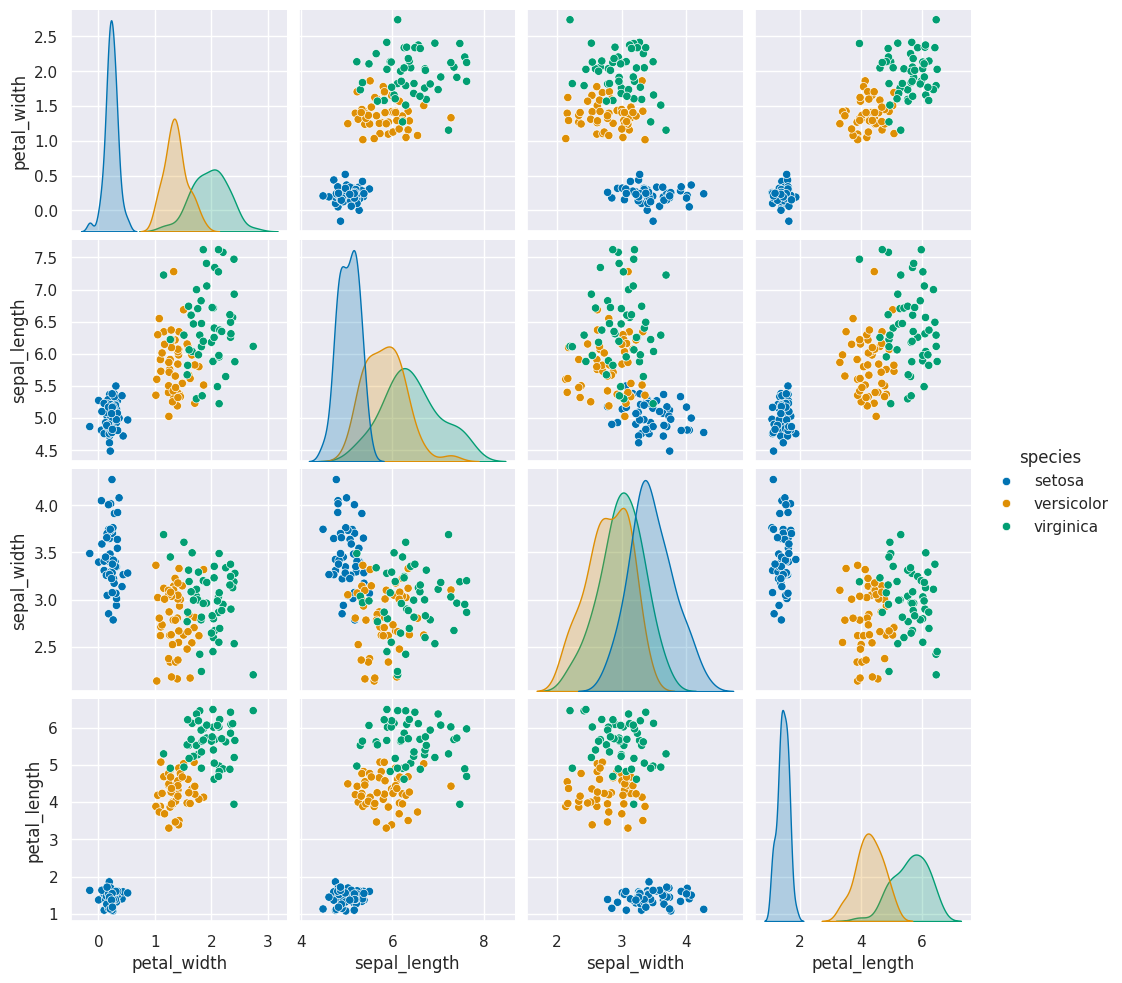 petal_width
2.5
2.0
1.5
1.0
0.5
0.0
sepal_length
7.5
7.0
6.5
6.0
5.5
5.0
4.5
sepal_width
4.0
3.5
3.0
2.5
petal_length
6
5
4
3
2
1
0 1 2 3
petal_width
4 6 8
sepal_length
2 3 4
sepal_width
2 4 6
petal_length
species
setosa
versicolor
virginica